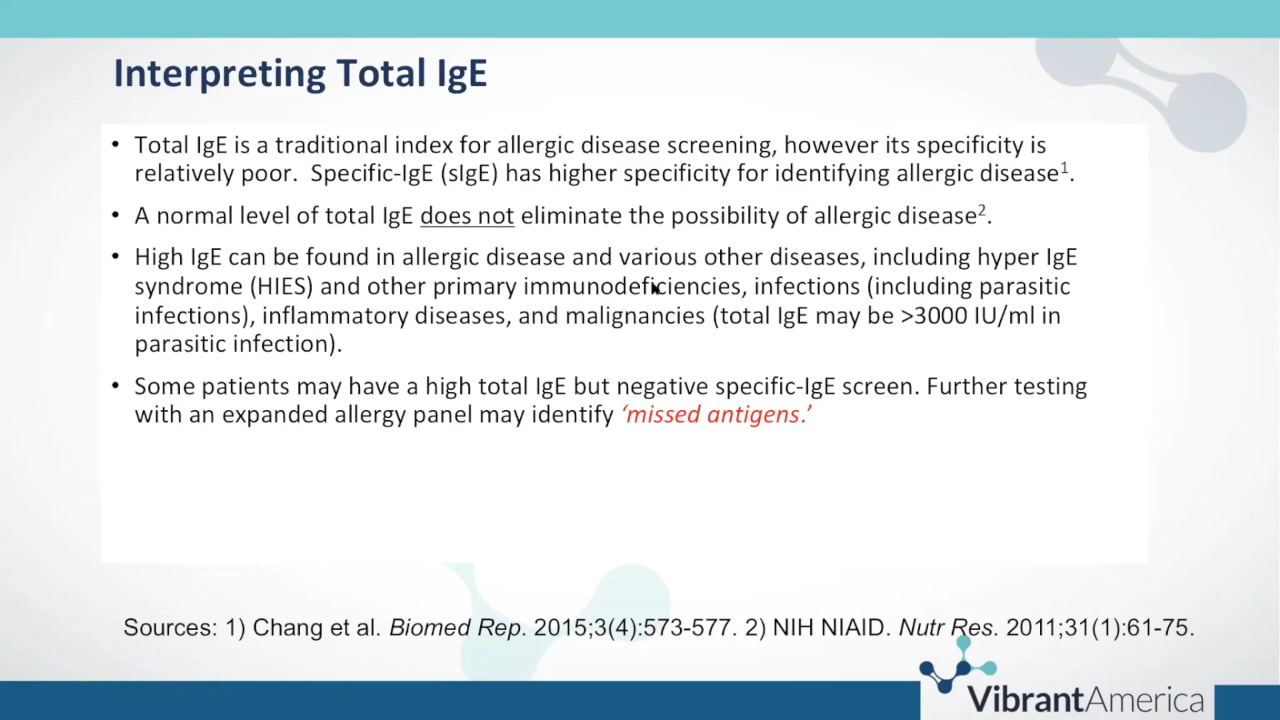 Interpreting Total IgE
• Total IgE is a traditional index for allergic disease screening, however its specificity is
relatively poor.  Specific-IgE (sIgE) has higher specificity for identifying allergic disease1.
• A normal level of total IgE does not eliminate the possibility of allergic disease2.
• High IgE can be found in allergic disease and various other diseases, including hyper IgE
syndrome (HIES) and other primary immunodeficiencies, infections (including parasitic
infections), inflammatory diseases, and malignancies (total IgE may be >3000 IU/ml in
parasitic infection).
• Some patients may have a high total IgE but negative specific-IgE screen. Further testing
with an expanded allergy panel may identify ‘missed antigens.’
Sources: 1) Chang et al. Biomed Rep. 2015;3(4):573-577. 2) NIH NIAID. Nutr Res. 2011;31(1):61-75.
VibrantAmerica